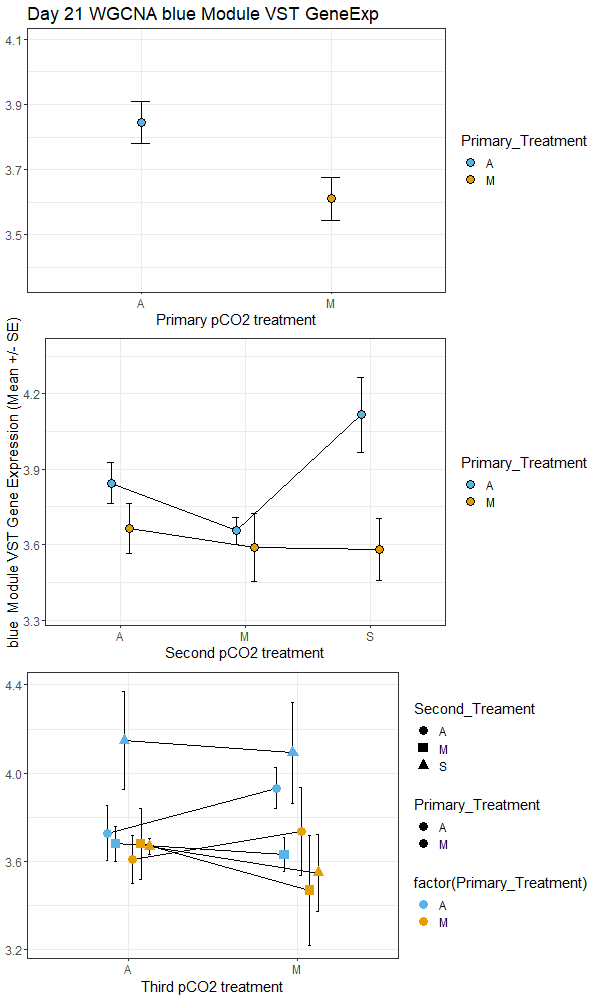 Day 21 WGCNA blue Module VST GeneExp
4.1
3.9
3.7
3.5
A M
Primary pCO2 treatment
Primary_Treatment
A
M
blue Module VST Gene Expression (Mean +/- SE)
4.2
3.9
3.6
3.3
A M S
Second pCO2 treatment
Primary_Treatment
A
M
4.4
4.0
3.6
3.2
A M
Third pCO2 treatment
Second_Treament
A
M
S
Primary_Treatment
A
M
factor(Primary_Treatment)
A
M